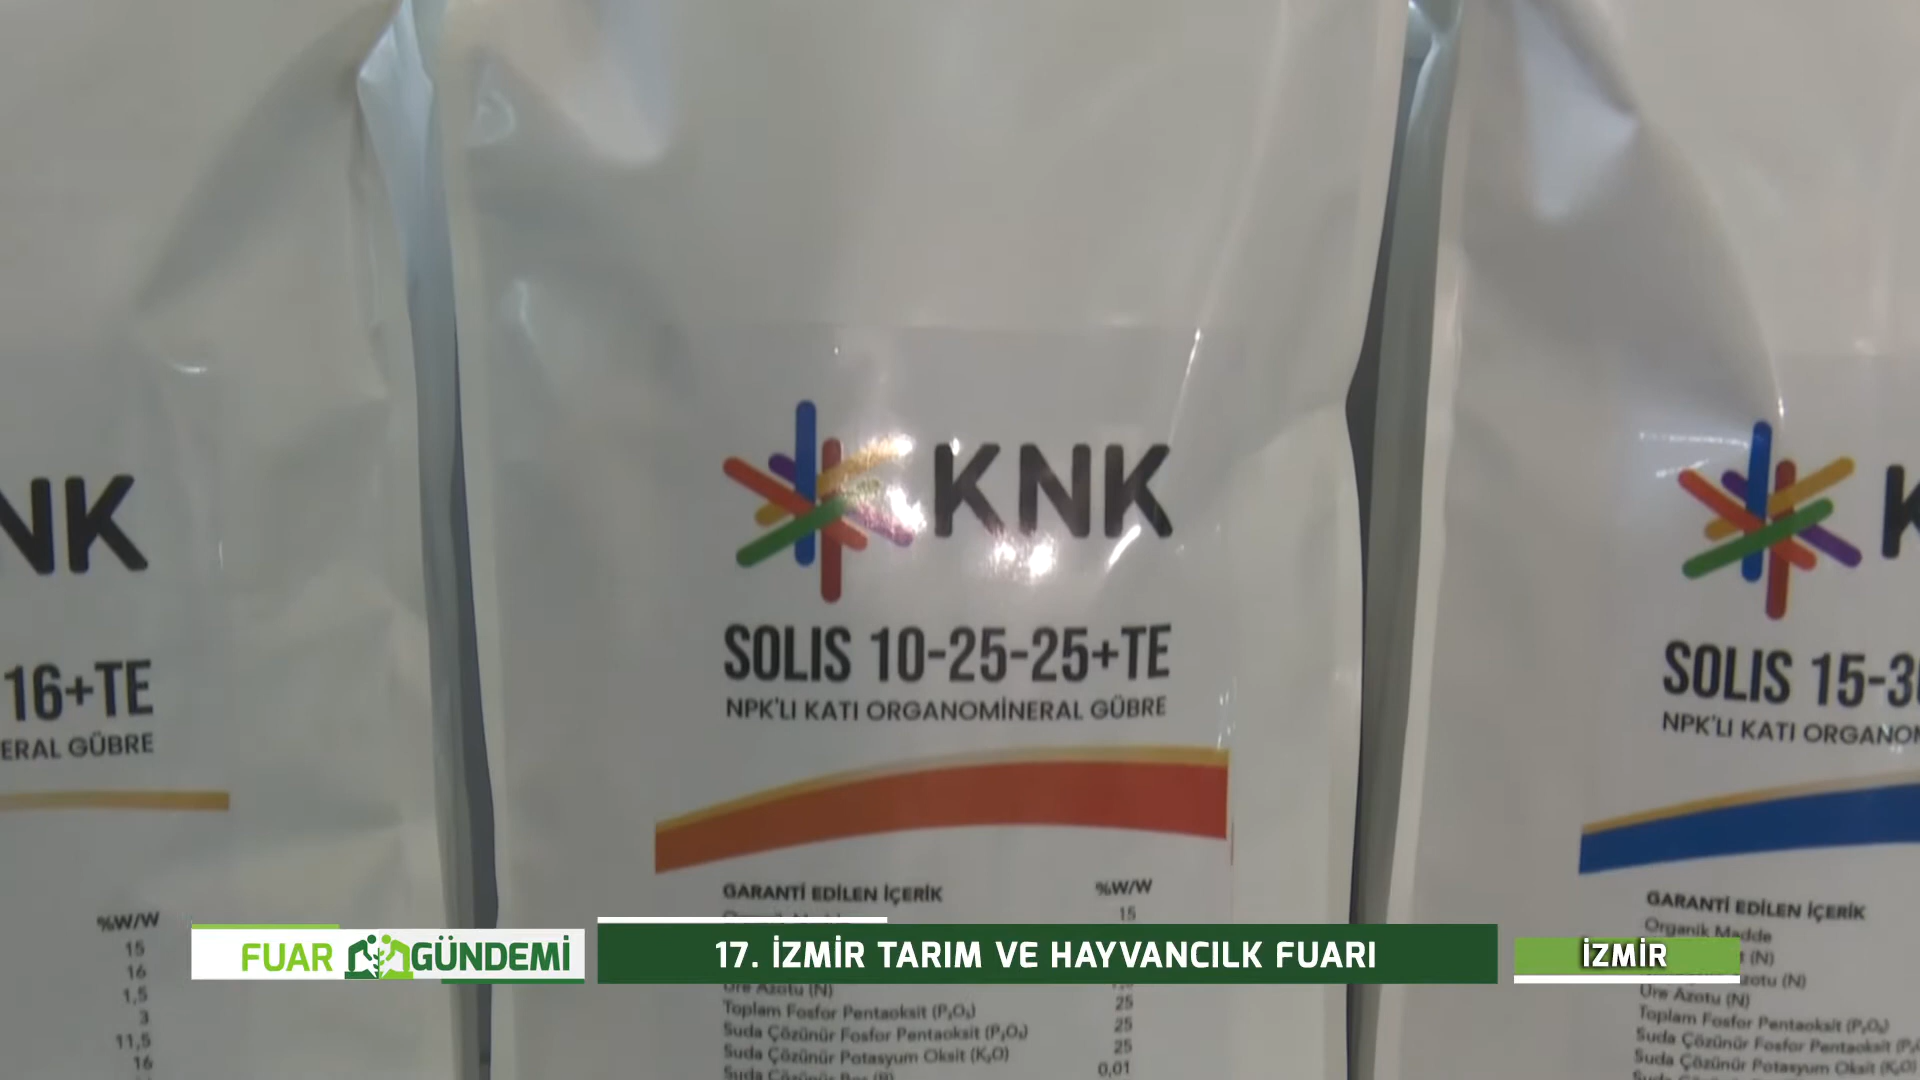 NK
16+TE
ERAL GÜBRE
%W/W
15
16
1,5
3
11,5
16
KNK
SOLIS 10-25-25+TE
NPK'LI KATI ORGANOMİNERAL GÜBRE
GARANTİ EDİLEN İÇERİK %W/W
15
Üre Azotu (N)
Toplam Fosfor Pentaoksit (P₂O₅) 25
Suda Çözünür Fosfor Pentaoksit (P₂O₅) 25
Suda Çözünür Potasyum Oksit (K₂O) 25
0,01
K
SOLIS 15-3
NPK'LI KATI ORGANO
GARANTİ EDİLEN İÇERİK
Organik Madde
(N)
Üre Azotu (N)
Toplam Fosfor Pentaoksit (P₂O₅)
Suda Çözünür Fosfor Pentaoksit
Suda Çözünür Potasyum Oksit (K₂O)
FUAR GÜNDEMİ
17. İZMİR TARIM VE HAYVANCILK FUARI
İZMİR